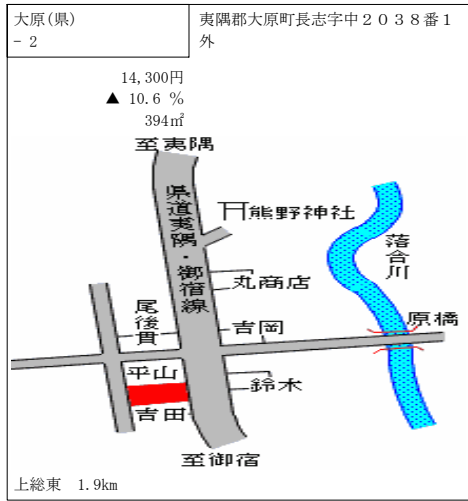 大原(県)
- 2
夷隅郡大原町長志字中２０３８番１
外
14,300円
▲ 10.6 %
394㎡
至夷隅
県道夷隅・御宿線
熊野神社
落合川
丸商店
尾後貫
吉岡
原橋
平山
鈴木
吉田
至御宿
上総東 1.9km